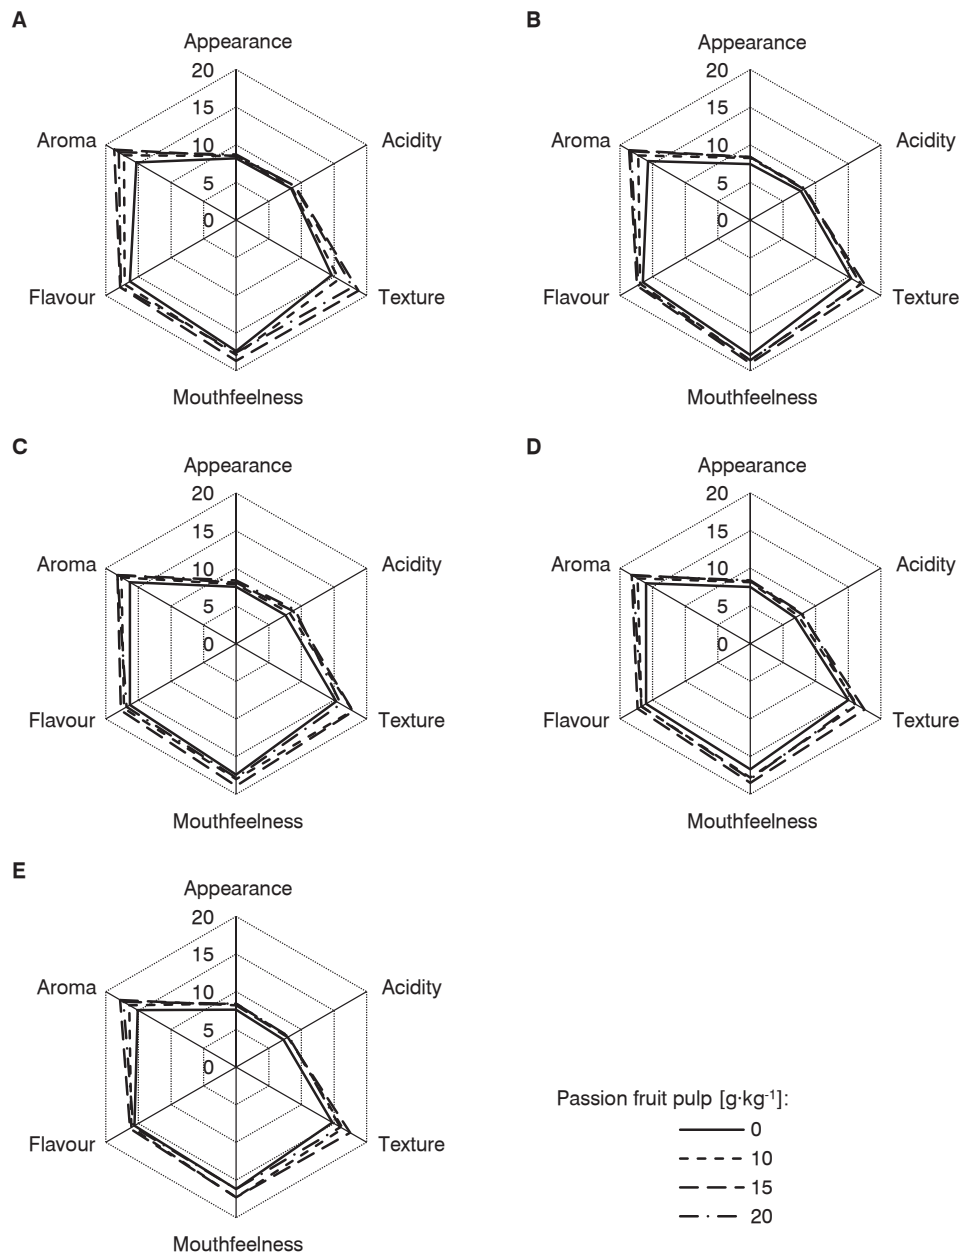 A
Appearance
20
15
10
5
0
Aroma
Acidity
Flavour
Texture
Mouthfeelness
B
Appearance
20
15
10
5
0
Aroma
Acidity
Flavour
Texture
Mouthfeelness
C
Appearance
20
15
10
5
0
Aroma
Acidity
Flavour
Texture
Mouthfeelness
D
Appearance
20
15
10
5
0
Aroma
Acidity
Flavour
Texture
Mouthfeelness
E
Appearance
20
15
10
5
0
Aroma
Acidity
Flavour
Texture
Mouthfeelness
Passion fruit pulp [g·kg⁻¹]:
0
10
15
20